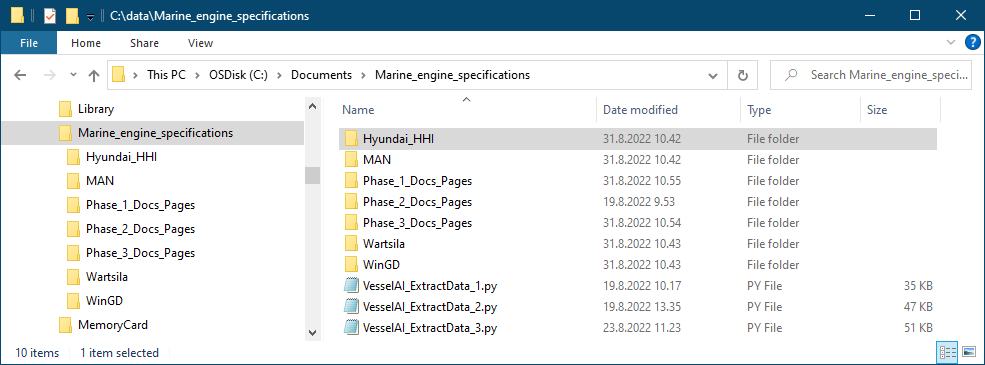 C:\data\Marine_engine_specifications
File Home Share View
This PC OSDisk (C:) Documents Marine_engine_specifications
Search Marine_engine_speci...
Library
Marine_engine_specifications
Hyundai_HHI
MAN
Phase_1_Docs_Pages
Phase_2_Docs_Pages
Phase_3_Docs_Pages
Wartsila
WinGD
MemoryCard
Name Date modified Type Size
Hyundai_HHI 31.8.2022 10.42 File folder
MAN 31.8.2022 10.42 File folder
Phase_1_Docs_Pages 31.8.2022 10.55 File folder
Phase_2_Docs_Pages 19.8.2022 9.53 File folder
Phase_3_Docs_Pages 31.8.2022 10.54 File folder
Wartsila 31.8.2022 10.43 File folder
WinGD 31.8.2022 10.43 File folder
VesselAI_ExtractData_1.py 19.8.2022 10.17 PY File 35 KB
VesselAI_ExtractData_2.py 19.8.2022 13.35 PY File 47 KB
VesselAI_ExtractData_3.py 23.8.2022 11.23 PY File 51 KB
10 items 1 item selected